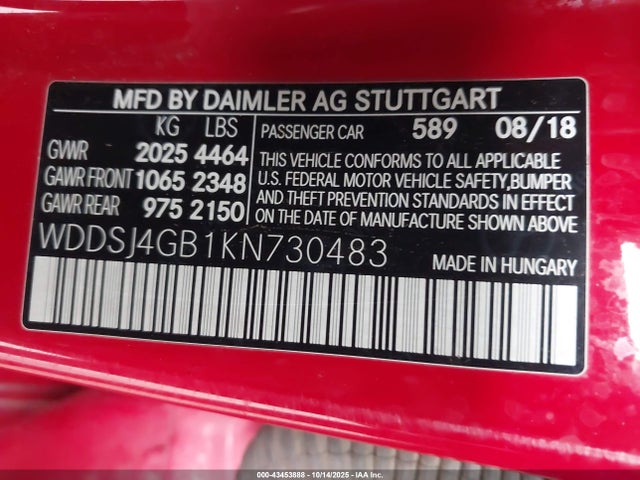 MFD BY DAIMLER AG STUTTGART
KG LBS
GVWR 2025 4464
GAWR FRONT 1065 2348
GAWR REAR 975 2150
PASSENGER CAR 589 08/18
THIS VEHICLE CONFORMS TO ALL APPLICABLE
U.S. FEDERAL MOTOR VEHICLE SAFETY,BUMPER
AND THEFT PREVENTION STANDARDS IN EFFECT
ON THE DATE OF MANUFACTURE SHOWN ABOVE
WDDSJ4GB1KN730483
MADE IN HUNGARY
000-43453888 - 10/14/2025 - IAA Inc.